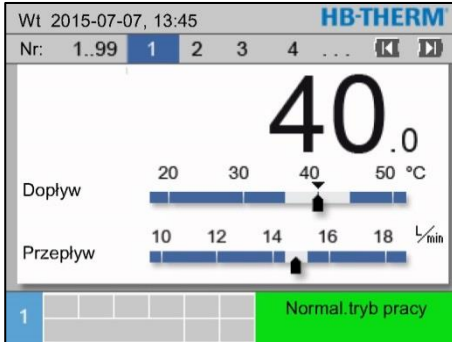 Wt 2015-07-07, 13:45 HB-THERM
Nr: 1..99 1 2 3 4 ...
40.0
20 30 40 50 °C
Dopływ
10 12 14 16 18 L/min
Przepływ
1 Normal.tryb pracy